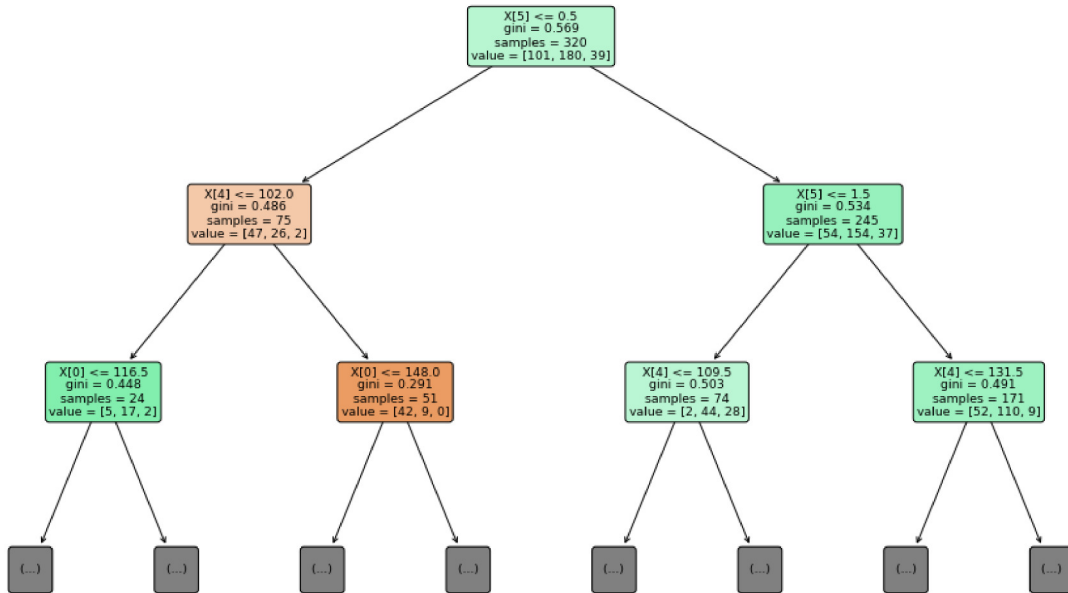 X[5] <= 0.5
gini = 0.569
samples = 320
value = [101, 180, 39]
X[4] <= 102.0
gini = 0.486
samples = 75
value = [47, 26, 2]
X[5] <= 1.5
gini = 0.534
samples = 245
value = [54, 154, 37]
X[0] <= 116.5
gini = 0.448
samples = 24
value = [5, 17, 2]
X[0] <= 148.0
gini = 0.291
samples = 51
value = [42, 9, 0]
X[4] <= 109.5
gini = 0.503
samples = 74
value = [2, 44, 28]
X[4] <= 131.5
gini = 0.491
samples = 171
value = [52, 110, 9]
(...)
(...)
(...)
(...)
(...)
(...)
(...)
(...)